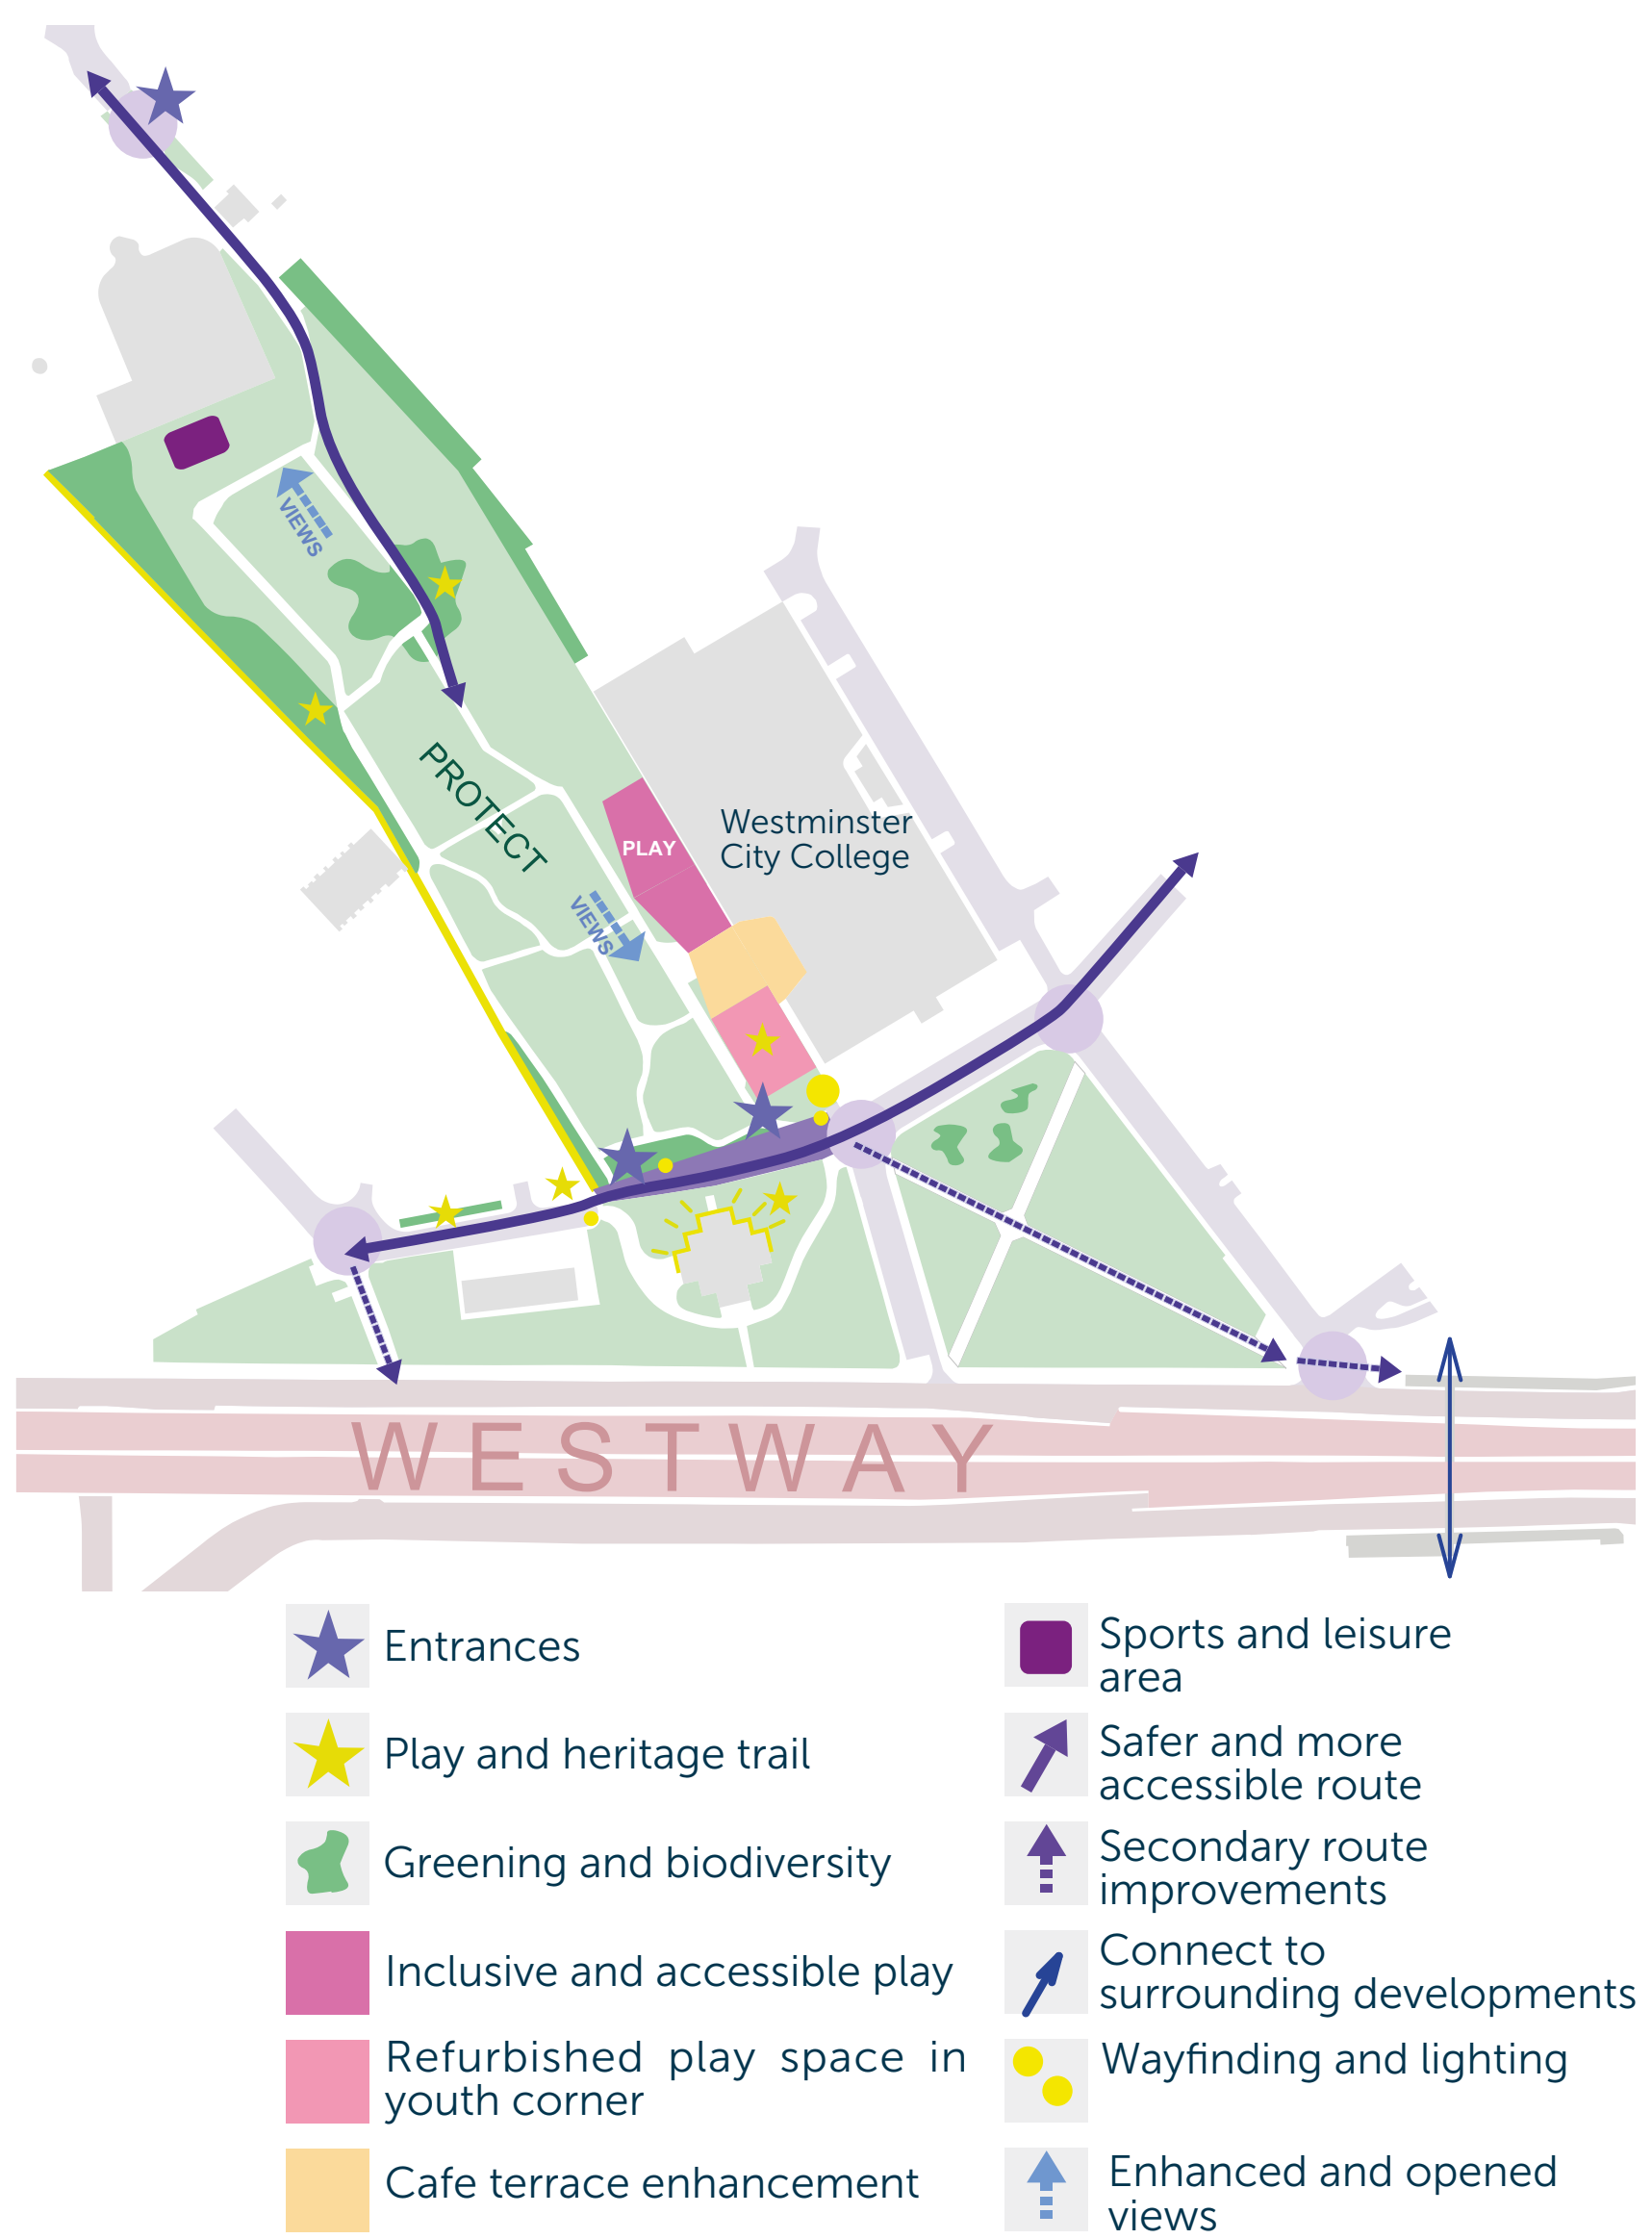 VIEWS
PROTECT
PLAY
Westminster
City College
VIEWS
WESTWAY
Entrances
Play and heritage trail
Greening and biodiversity
Inclusive and accessible play
Refurbished play space in
youth corner
Cafe terrace enhancement
Sports and leisure
area
Safer and more
accessible route
Secondary route
improvements
Connect to
surrounding developments
Wayfinding and lighting
Enhanced and opened
views